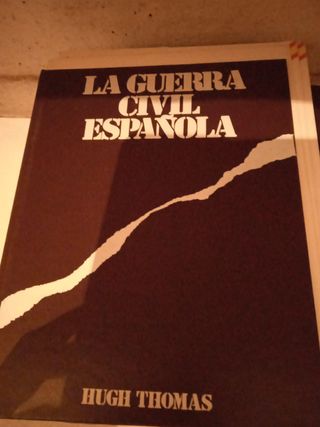 LA GUERRA
CIVIL
ESPAÑOLA
HUGH THOMAS